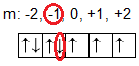 m: -2, -1, 0, +1, +2
↑↓ ↑↓ ↑ ↑ ↑